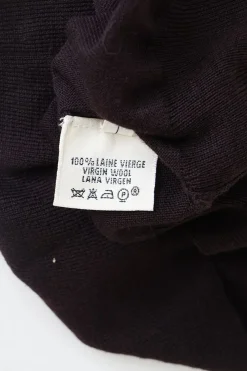 100% LAINE VIERGE
VIRGIN WOOL
LANA VIRGEN
P